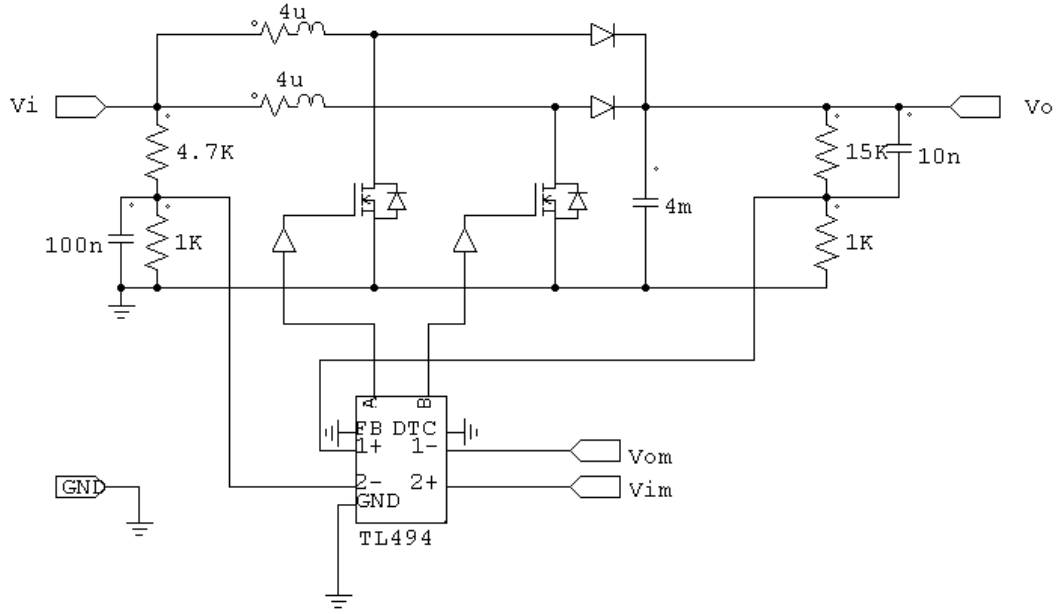 4u
4u
Vi
Vo
4.7K
15K
10n
100n
1K
4m
1K
A
B
FB
DTC
1+
1-
Vom
2-
2+
Vim
GND
GND
TL494